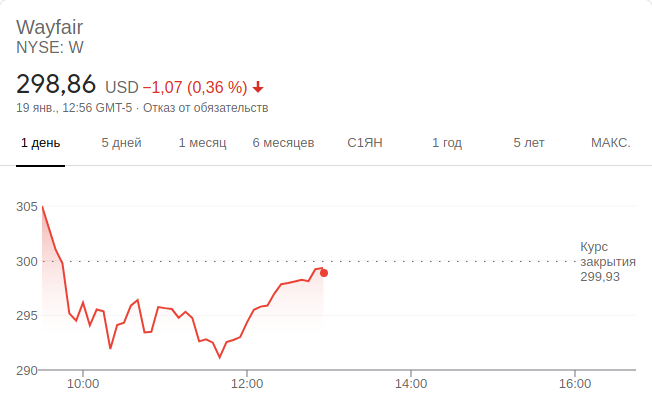 Wayfair
NYSE: W
298,86 USD −1,07 (0,36 %)
19 янв., 12:56 GMT-5 · Отказ от обязательств
1 день 5 дней 1 месяц 6 месяцев С1ЯН 1 год 5 лет МАКС.
305
300
295
290
Курс
закрытия
299,93
10:00 12:00 14:00 16:00